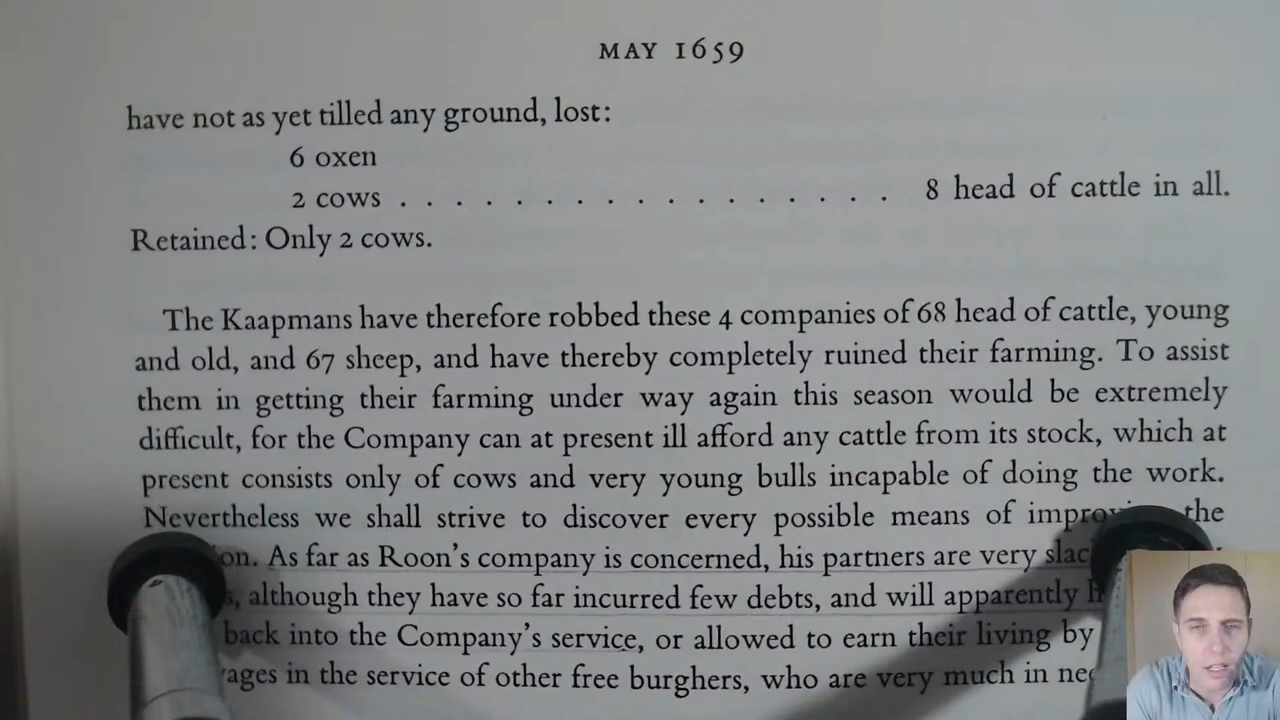 MAY 1659
have not as yet tilled any ground, lost:
6 oxen
2 cows . . . . . . . . . . . . . . . . . 8 head of cattle in all.
Retained: Only 2 cows.
The Kaapmans have therefore robbed these 4 companies of 68 head of cattle, young
and old, and 67 sheep, and have thereby completely ruined their farming. To assist
them in getting their farming under way again this season would be extremely
difficult, for the Company can at present ill afford any cattle from its stock, which at
present consists only of cows and very young bulls incapable of doing the work.
Nevertheless we shall strive to discover every possible means of the
As far as Roon's company is concerned, his partners are very
although they have so far incurred few debts, and will apparently
back into the Company's service, or allowed to earn their living by
in the service of other free burghers, who are very much in